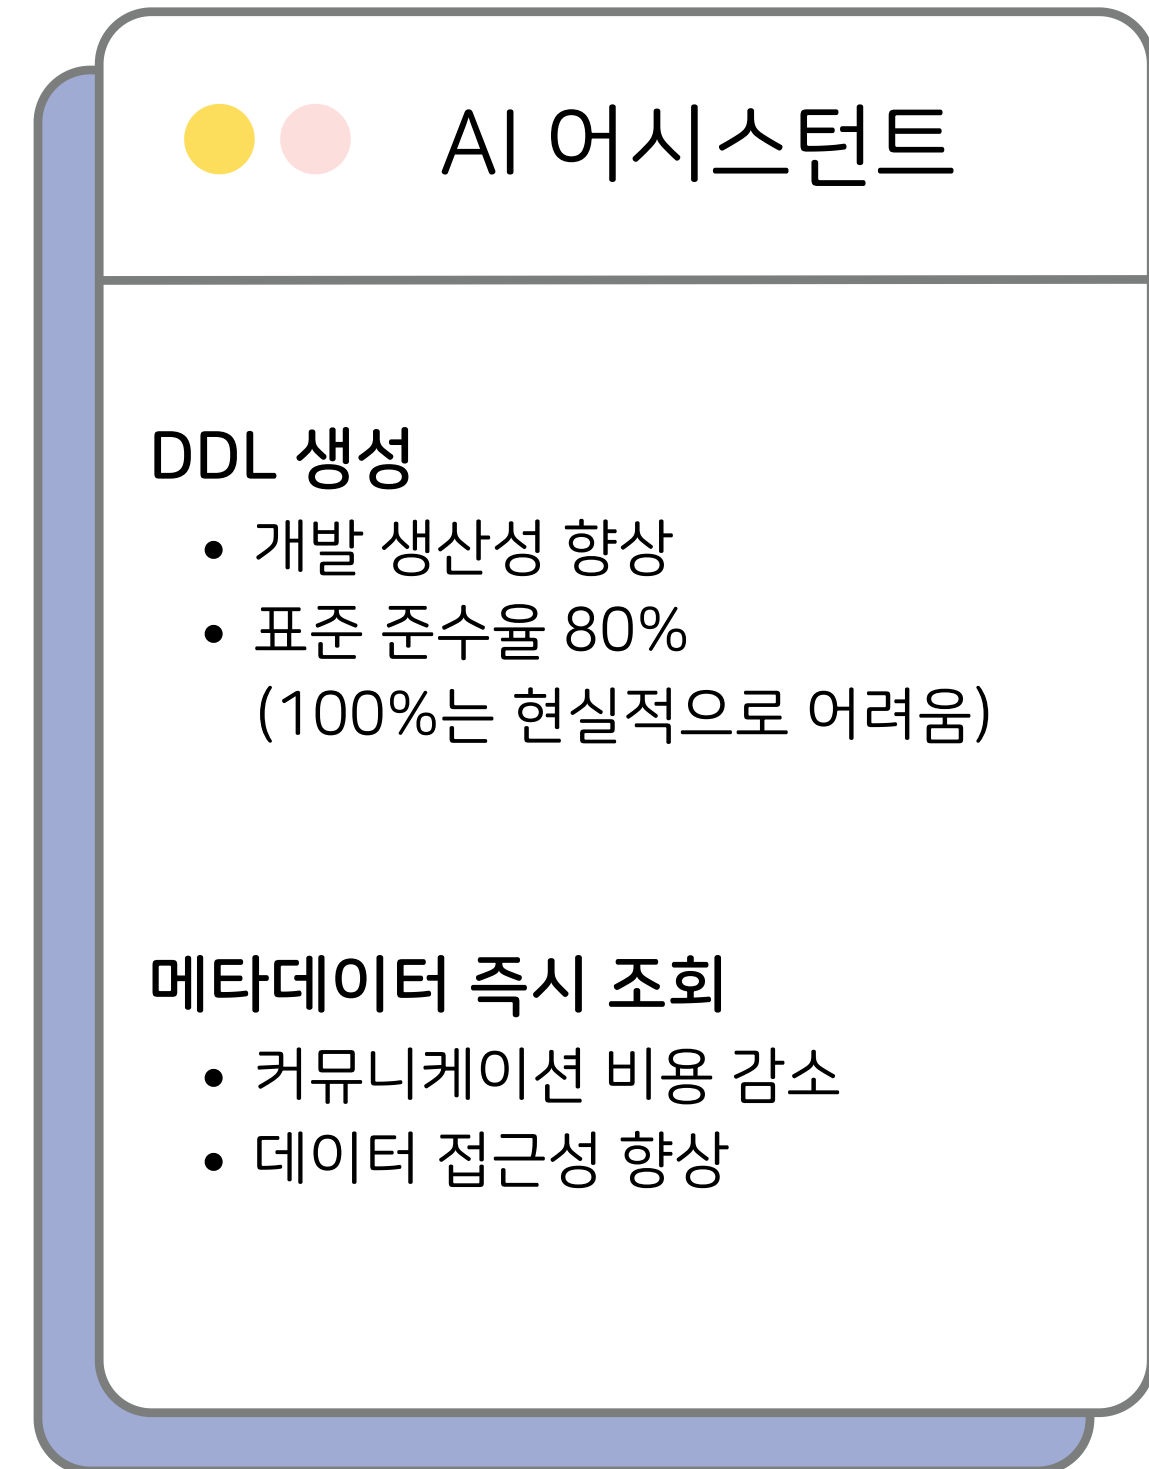 AI 어시스턴트
DDL 생성
• 개발 생산성 향상
• 표준 준수율 80%
(100%는 현실적으로 어려움)
메타데이터 즉시 조회
• 커뮤니케이션 비용 감소
• 데이터 접근성 향상